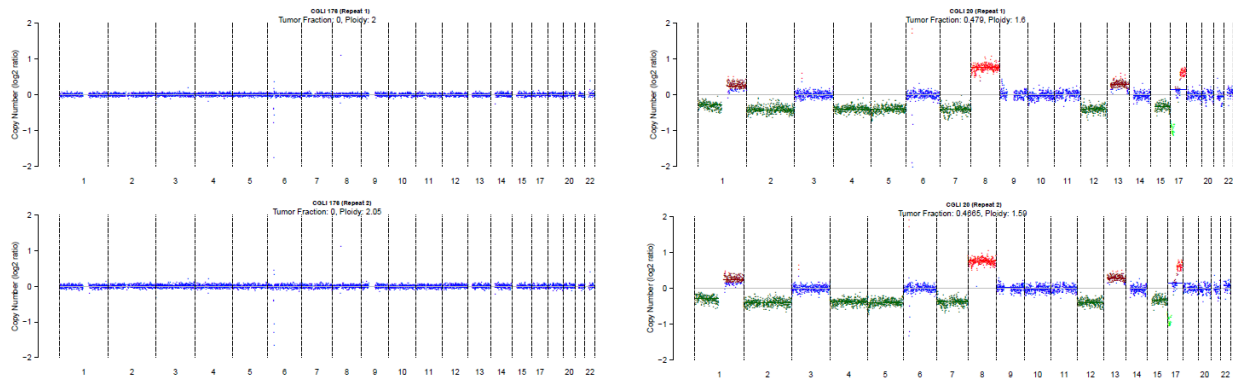 CGLI 176 (Repeat 1)
Tumor Fraction: 0, Ploidy: 2
Copy Number (log2 ratio)
2
1
0
−1
−2
1 2 3 4 5 6 7 8 9 10 11 12 13 14 15 17 20 22
CGLI 20 (Repeat 1)
Tumor Fraction: 0.479, Ploidy: 1.6
Copy Number (log2 ratio)
2
1
0
−1
−2
1 2 3 4 5 6 7 8 9 10 11 12 13 14 15 17 20 22
CGLI 176 (Repeat 2)
Tumor Fraction: 0, Ploidy: 2.05
Copy Number (log2 ratio)
2
1
0
−1
−2
1 2 3 4 5 6 7 8 9 10 11 12 13 14 15 17 20 22
CGLI 20 (Repeat 2)
Tumor Fraction: 0.4665, Ploidy: 1.59
Copy Number (log2 ratio)
2
1
0
−1
−2
1 2 3 4 5 6 7 8 9 10 11 12 13 14 15 17 20 22